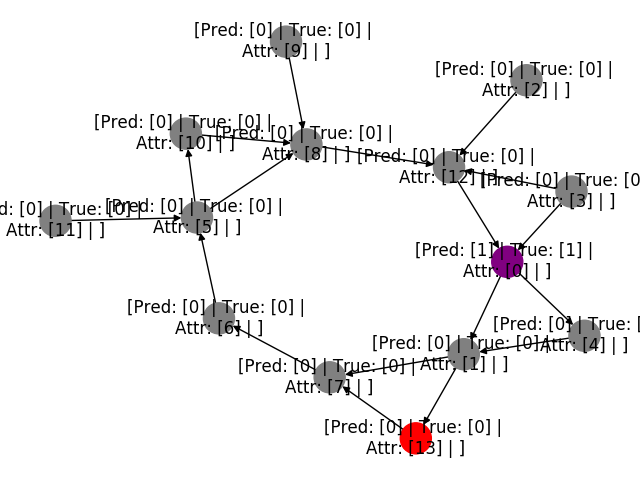 [Pred: [0] | True: [0] |
Attr: [9] | ]
[Pred: [0] | True: [0] |
Attr: [2] | ]
[Pred: [0] | True: [0] |
Attr: [10] | ]
[Pred: [0] | True: [0] |
Attr: [8] | ]
[Pred: [0] | True: [0] |
Attr: [12] | ]
[Pred: [0] | True: [0
Attr: [3] | ]
d: [0] | True: [0] |
Attr: [11] | ]
[Pred: [0] | True: [0] |
Attr: [5] | ]
[Pred: [1] | True: [1] |
Attr: [0] | ]
[Pred: [0] | True: [0] |
Attr: [6] | ]
[Pred: [0] | True: [
Attr: [4] | ]
[Pred: [0] | True: [0] |
Attr: [1] | ]
[Pred: [0] | True: [0] |
Attr: [7] | ]
[Pred: [0] | True: [0] |
Attr: [13] | ]